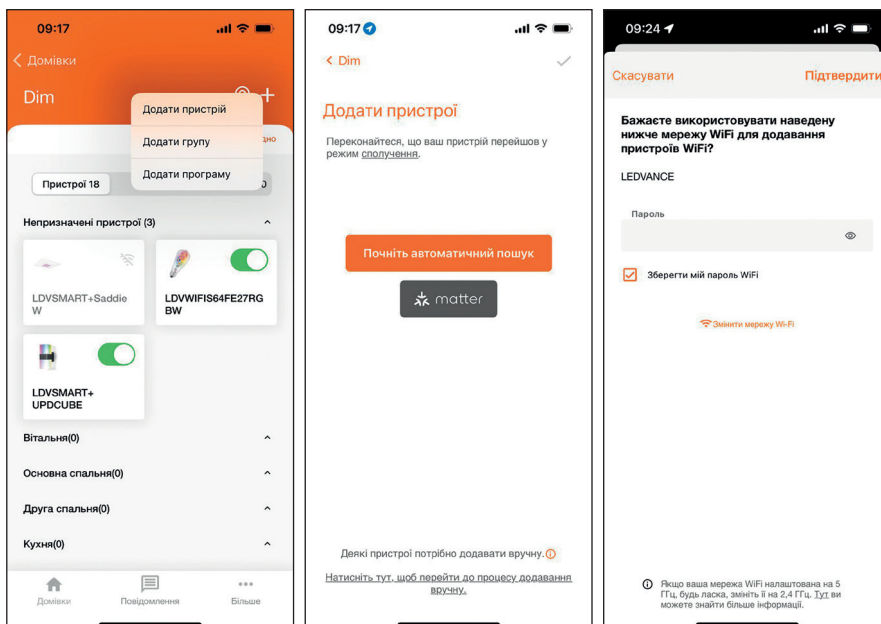 09:17
Домівки
Dim
Додати пристрій
Додати групу
Додати програму
дно
Пристрої 18
0
Непризначені пристрої (3)
LDVSMART+Saddle
W
LDVWIFIS64FE27RG
BW
LDVSMART+
UPDCUBE
Вітальня(0)
Основна спальня(0)
Друга спальня(0)
Кухня(0)
Домівки
Повідомлення
Більше
09:17
Dim
Додати пристрої
Переконайтеся, що ваш пристрій перейшов у
режим сполучення.
Почніть автоматичний пошук
matter
Деякі пристрої потрібно додавати вручну.
Натисніть тут, щоб перейти до процесу додавання
вручну.
09:24
Скасувати
Підтвердити
Бажаєте використовувати наведену
нижче мережу WiFi для додавання
пристроїв WiFi?
LEDVANCE
Пароль
Зберегти мій пароль WiFi
Змінити мережу Wi-Fi
Якщо ваша мережа WiFi налаштована на 5
ГГц, будь ласка, змініть її на 2,4 ГГц. Тут ви
можете знайти більше інформації.